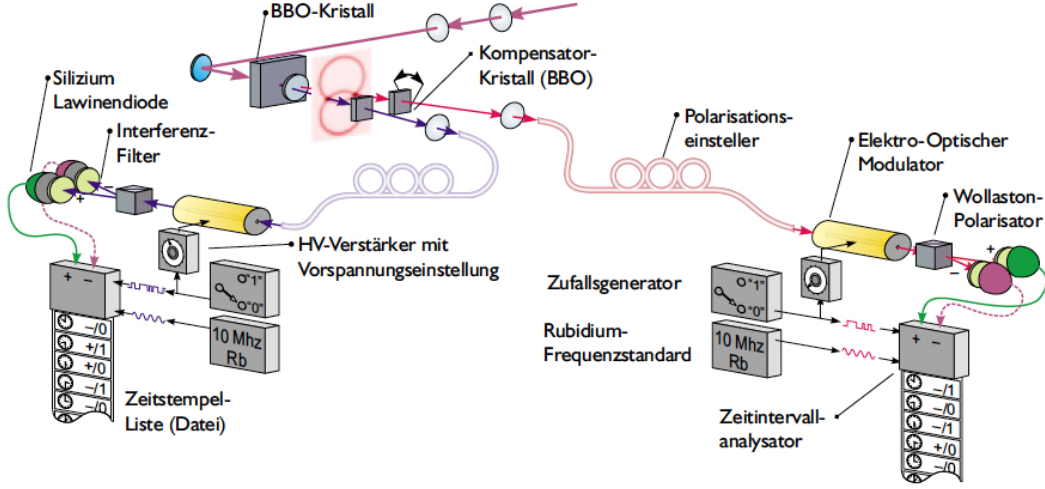 BBO-Kristall
Kompensator-
Kristall (BBO)
Silizium
Lawinendiode
Interferenz-
Filter
Polarisations-
einsteller
Elektro-Optischer
Modulator
Wollaston-
Polarisator
HV-Verstärker mit
Vorspannungseinstellung
Zufallsgenerator
Rubidium-
Frequenzstandard
Zeitstempel-
Liste (Datei)
Zeitintervall-
analysator
−
+
+ −
"1"
"0"
10 Mhz
Rb
−/0
+/1
+/0
−/1
−/0
+
−
"1"
"0"
10 Mhz
Rb
+ −
−/1
−/0
−/1
+/0
−/0